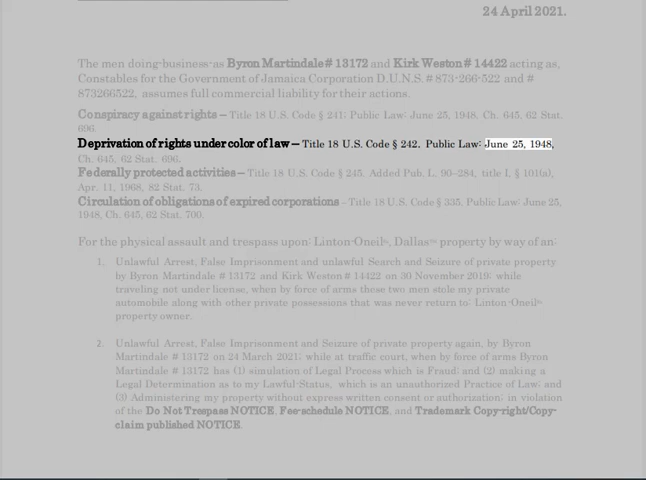 24 April 2021.
The men doing-business-as Byron Martindale# 13172 and Kirk Weston# 14422 acting as,
Constables for the Government of Jamaica Corporation D.U.N.S. # 873-266-522 and #
873266522, assumes full commercial liability for their actions.
Conspiracy against rights – Title 18 U.S. Code § 241; Public Law: June 25, 1948, Ch. 645, 62 Stat.
696.
Deprivation of rights under color of law – Title 18 U.S. Code § 242, Public Law: June 25, 1948,
Ch. 645, 62 Stat. 696.
Federally protected activities – Title 18 U.S. Code § 245. Added Pub. L. 90–284, title I, § 101(a),
Apr. 11, 1968, 82 Stat. 73.
Circulation of obligations of expired corporations – Title 18 U.S. Code § 335. Public Law: June 25,
1948, Ch. 645, 62 Stat. 700.
For the physical assault and trespass upon: Linton-Oneil, Dallas property by way of an:
1. Unlawful Arrest, False Imprisonment and unlawful Search and Seizure of private property
by Byron Martindale # 13172 and Kirk Weston # 14422 on 30 November 2019; while
traveling not under license, when by force of arms these two men stole my private
automobile along with other private possessions that was never return to: Linton-Oneil
property owner.
2. Unlawful Arrest, False Imprisonment and Seizure of private property again, by Byron
Martindale # 13172 on 24 March 2021; while at traffic court, when by force of arms Byron
Martindale # 13172 has (1) simulation of Legal Process which is Fraud; and (2) making a
Legal Determination as to my Lawful-Status, which is an unauthorized Practice of Law; and
(3) Administering my property without express written consent or authorization; in violation
of the Do Not Trespass NOTICE, Fee-schedule NOTICE, and Trademark Copy-right/Copy-
claim published NOTICE.